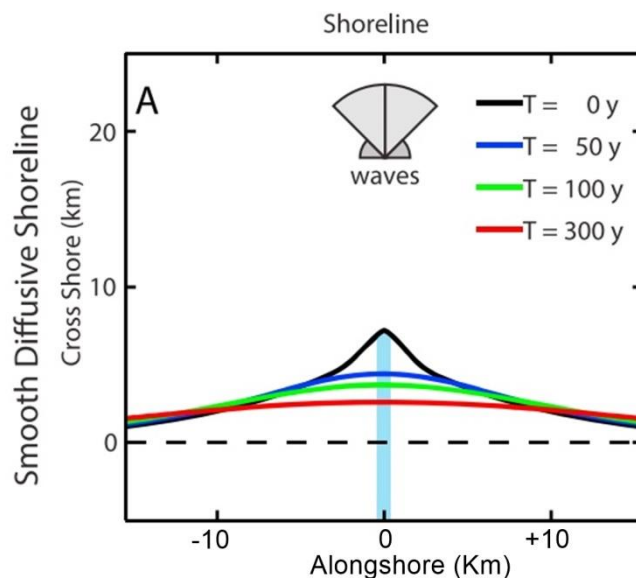 Shoreline
A
T = 0 y
T = 50 y
T = 100 y
T = 300 y
waves
Smooth Diffusive Shoreline
Cross Shore (km)
20
10
0
-10
0
+10
Alongshore (Km)